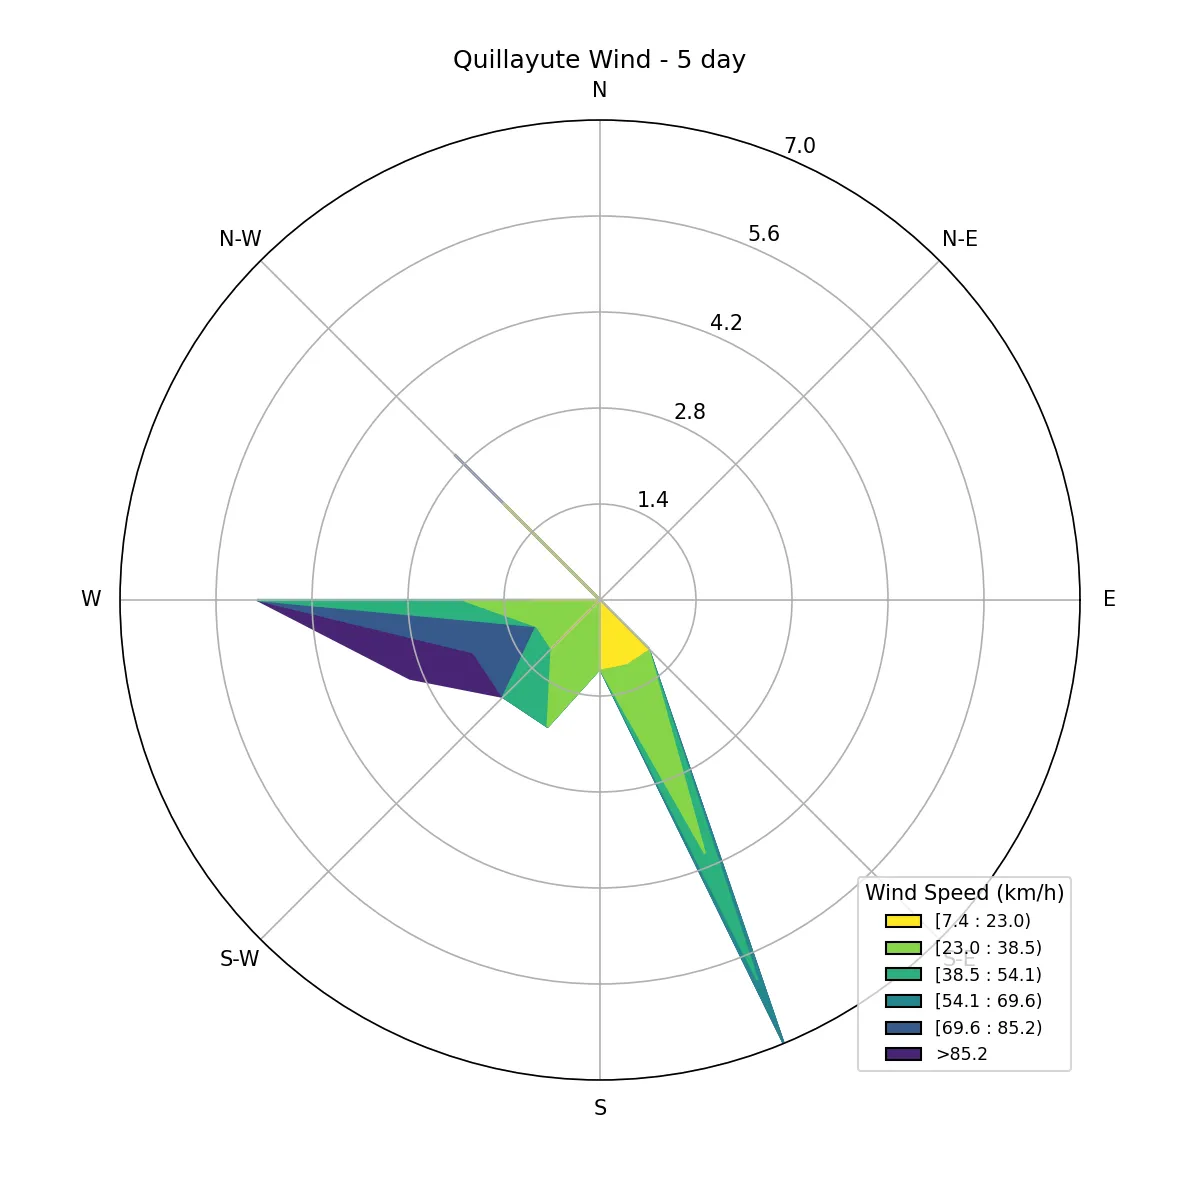 Quillayute Wind - 5 day
N
7.0
N-W
5.6
N-E
4.2
2.8
1.4
W
E
Wind Speed (km/h)
[7.4 : 23.0)
[23.0 : 38.5)
S-W
S-E
[38.5 : 54.1)
[54.1 : 69.6)
[69.6 : 85.2)
>85.2
S